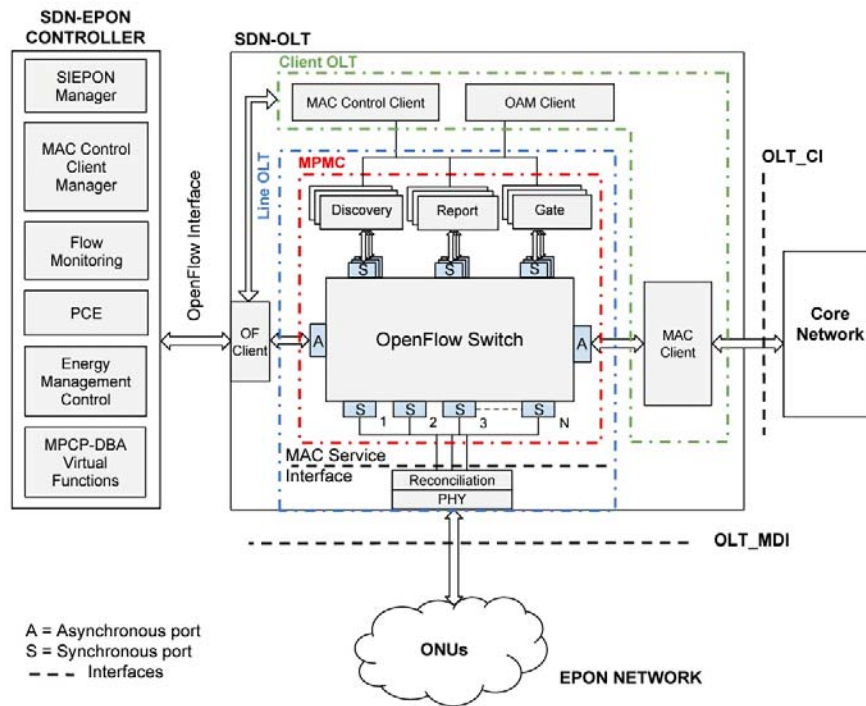 SDN-EPON
CONTROLLER
SIEPON
Manager
MAC Control
Client
Manager
Flow
Monitoring
PCE
Energy
Management
Control
MPCP-DBA
Virtual
Functions
OpenFlow Interface
SDN-OLT
Client OLT
MAC Control Client
OAM Client
Line OLT
MPMC
Discovery
Report
Gate
S
S
S
OpenFlow Switch
OF
Client
A
A
MAC
Client
S
S
S
S
1
2
3
N
MAC Service
Interface
Reconciliation
PHY
OLT_CI
Core
Network
OLT_MDI
ONUs
EPON NETWORK
A = Asynchronous port
S = Synchronous port
Interfaces